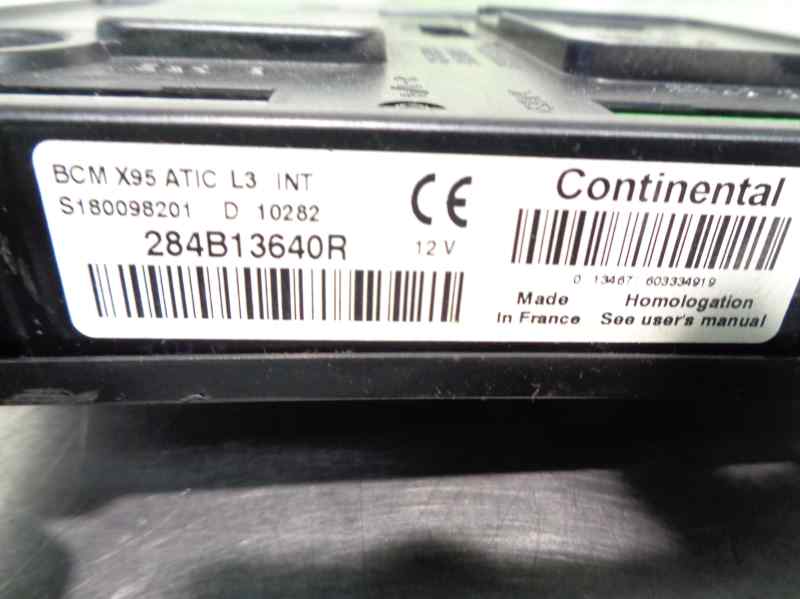 BCM X95 ATIC L3 INT
S180098201 D 10282
284B13640R
12 V
Continental
0 13467 603334919
Made
In France
Homologation
See user's manual